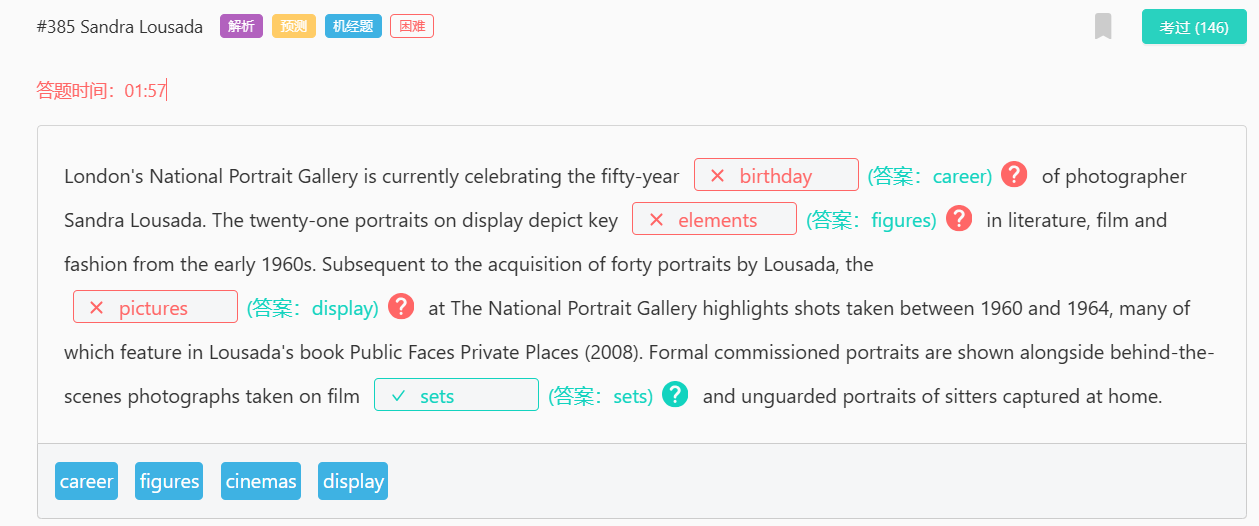 #385 Sandra Lousada 解析 预测 机经题 困难 考过 (146)
答题时间：01:57
London's National Portrait Gallery is currently celebrating the fifty-year × birthday (答案：career) ? of photographer
Sandra Lousada. The twenty-one portraits on display depict key × elements (答案：figures) ? in literature, film and
fashion from the early 1960s. Subsequent to the acquisition of forty portraits by Lousada, the
× pictures (答案：display) ? at The National Portrait Gallery highlights shots taken between 1960 and 1964, many of
which feature in Lousada's book Public Faces Private Places (2008). Formal commissioned portraits are shown alongside behind-the-
scenes photographs taken on film ✓ sets (答案：sets) ? and unguarded portraits of sitters captured at home.
career figures cinemas display